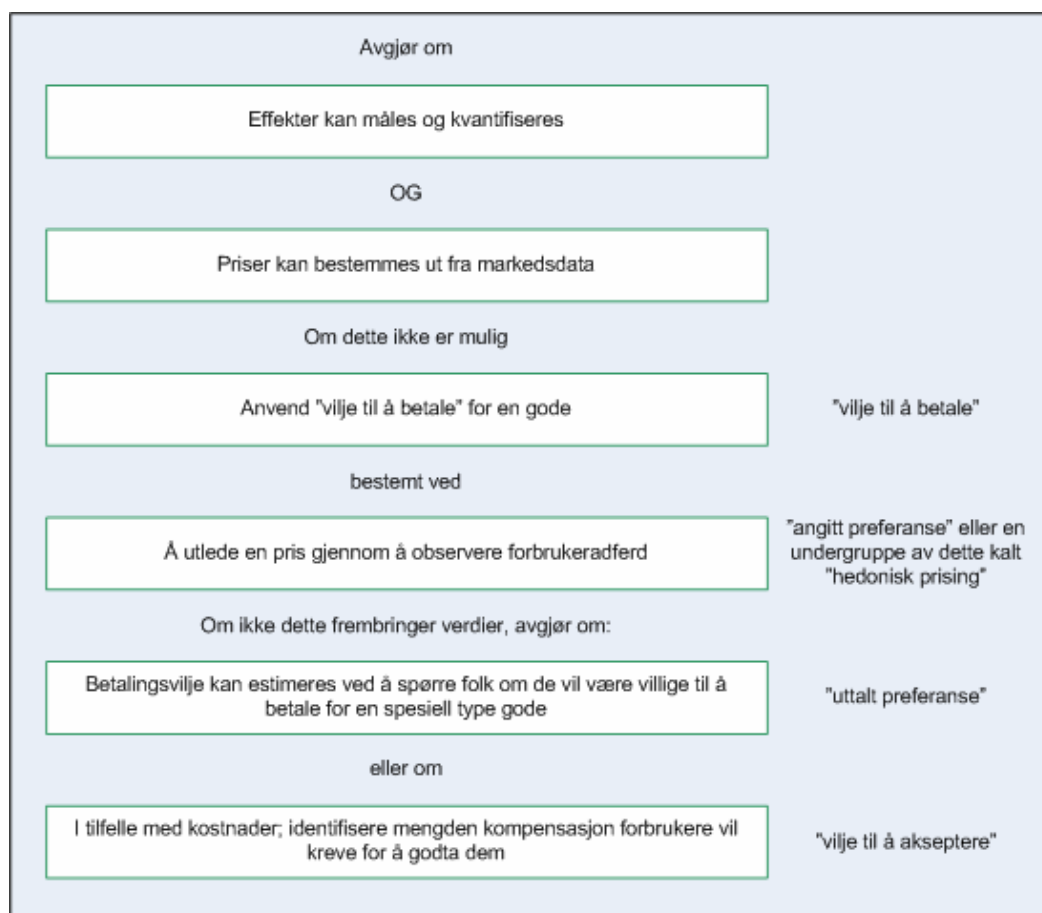 Avgjør om
Effekter kan måles og kvantifiseres
OG
Priser kan bestemmes ut fra markedsdata
Om dette ikke er mulig
Anvend "vilje til å betale" for en gode
"vilje til å betale"
bestemt ved
Å utlede en pris gjennom å observere forbrukeradferd
"angitt preferanse" eller en
undergruppe av dette kalt
"hedonisk prising"
Om ikke dette frembringer verdier, avgjør om:
Betalingsvilje kan estimeres ved å spørre folk om de vil være villige til å
betale for en spesiell type gode
"uttalt preferanse"
eller om
I tilfelle med kostnader; identifisere mengden kompensasjon forbrukere vil
kreve for å godta dem
"vilje til å akseptere"